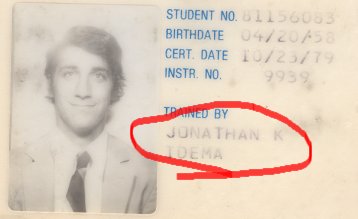 STUDENT NO. 81156083
BIRTHDATE 04/20/58
CERT. DATE 10/23/79
INSTR. NO. 9939
TRAINED BY
JONATHAN K
IDEMA